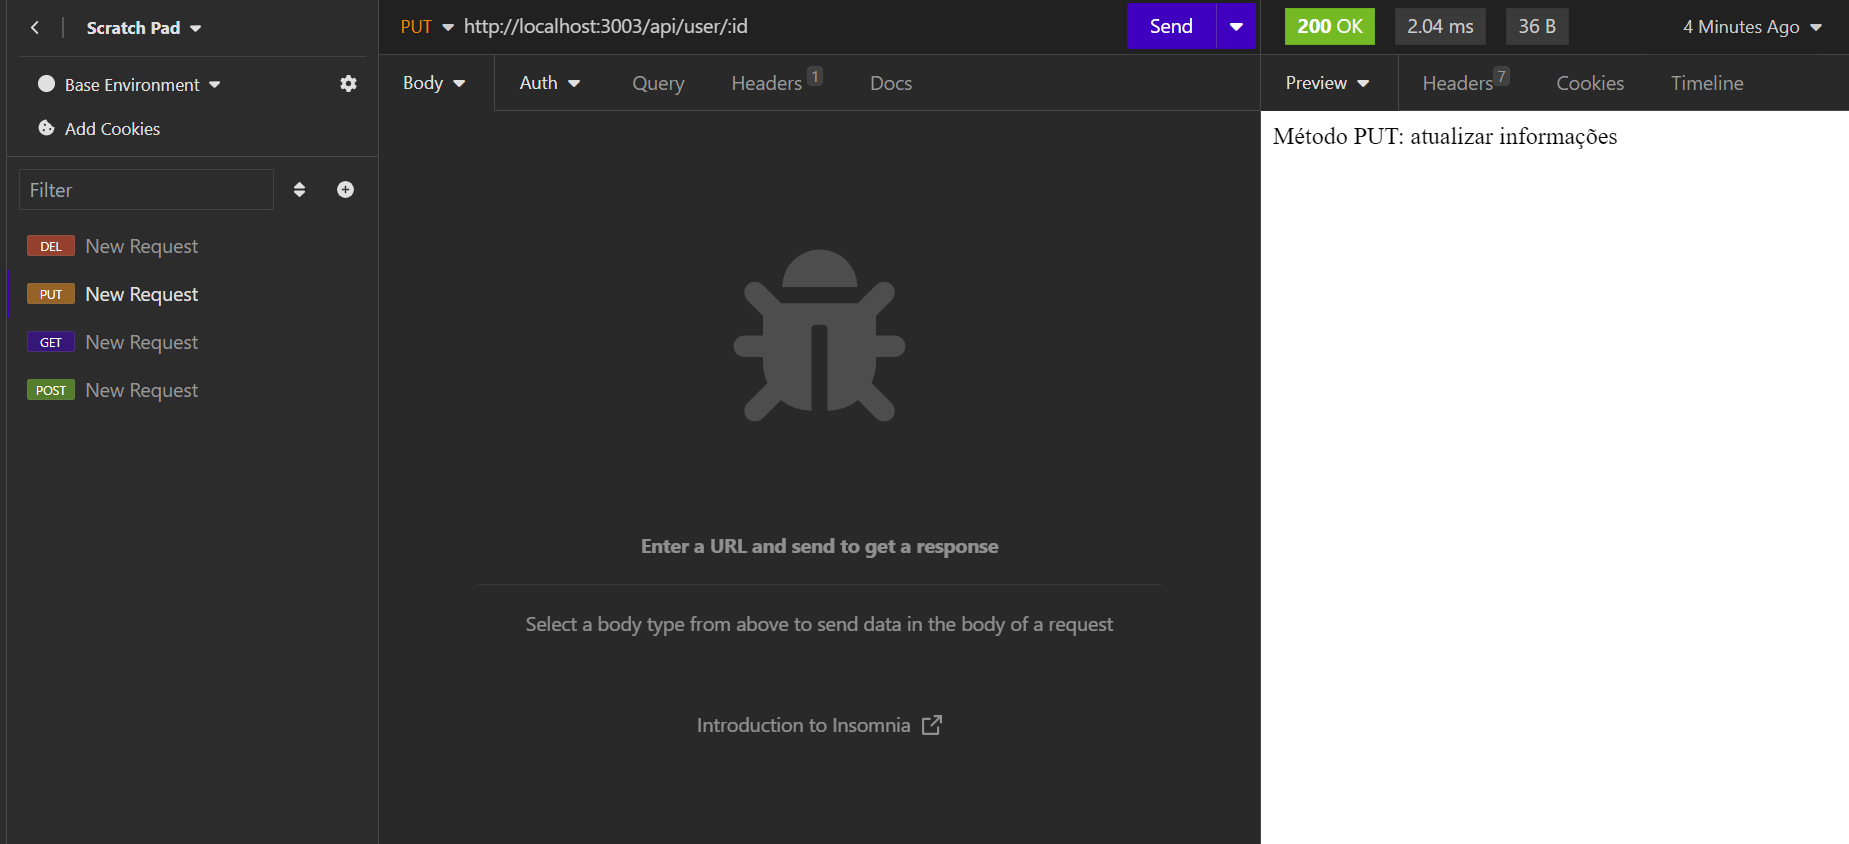 Scratch Pad
Base Environment
Add Cookies
Filter
DEL New Request
PUT New Request
GET New Request
POST New Request
PUT http://localhost:3003/api/user/:id Send
Body Auth Query Headers 1 Docs
Enter a URL and send to get a response
Select a body type from above to send data in the body of a request
Introduction to Insomnia
200 OK 2.04 ms 36 B 4 Minutes Ago
Preview Headers 7 Cookies Timeline
Método PUT: atualizar informações